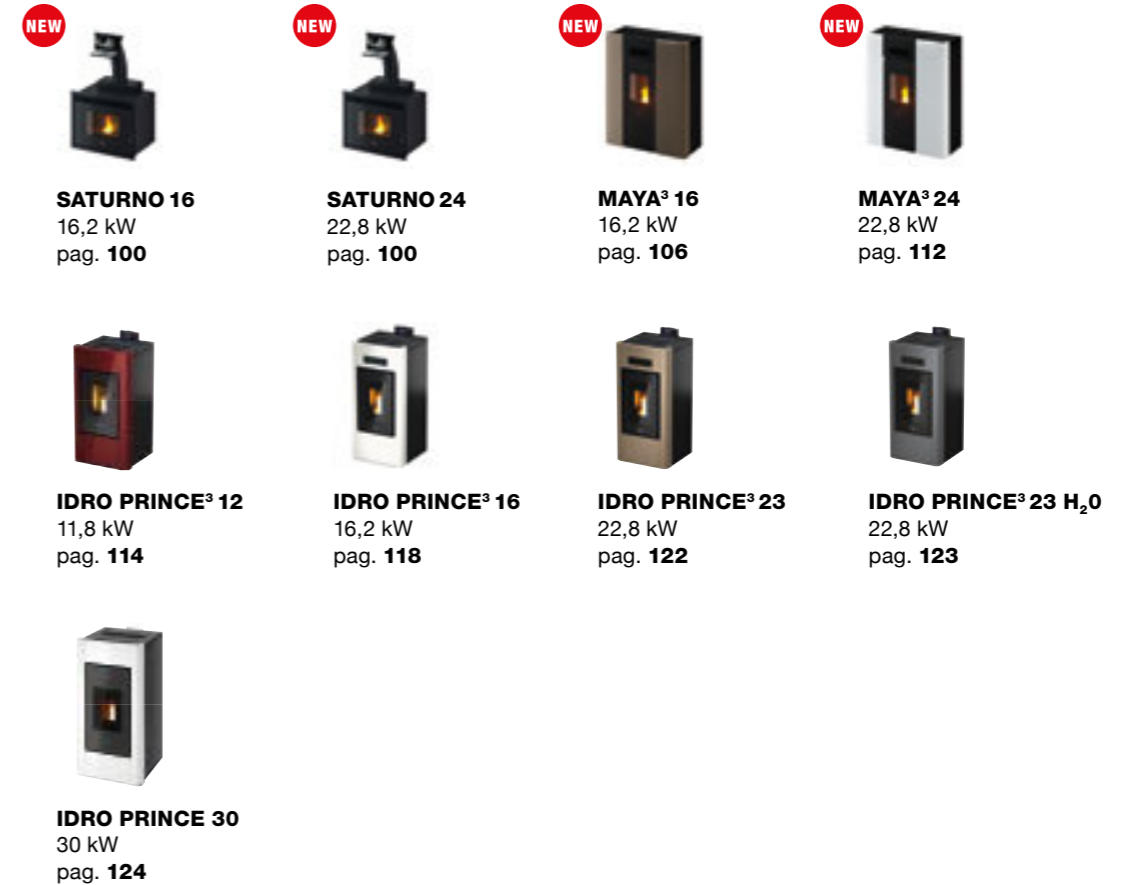 NEW
NEW
NEW
NEW
SATURNO 16
16,2 kW
pag. 100
SATURNO 24
22,8 kW
pag. 100
MAYA³ 16
16,2 kW
pag. 106
MAYA³ 24
22,8 kW
pag. 112
IDRO PRINCE³ 12
11,8 kW
pag. 114
IDRO PRINCE³ 16
16,2 kW
pag. 118
IDRO PRINCE³ 23
22,8 kW
pag. 122
IDRO PRINCE³ 23 H₂0
22,8 kW
pag. 123
IDRO PRINCE 30
30 kW
pag. 124